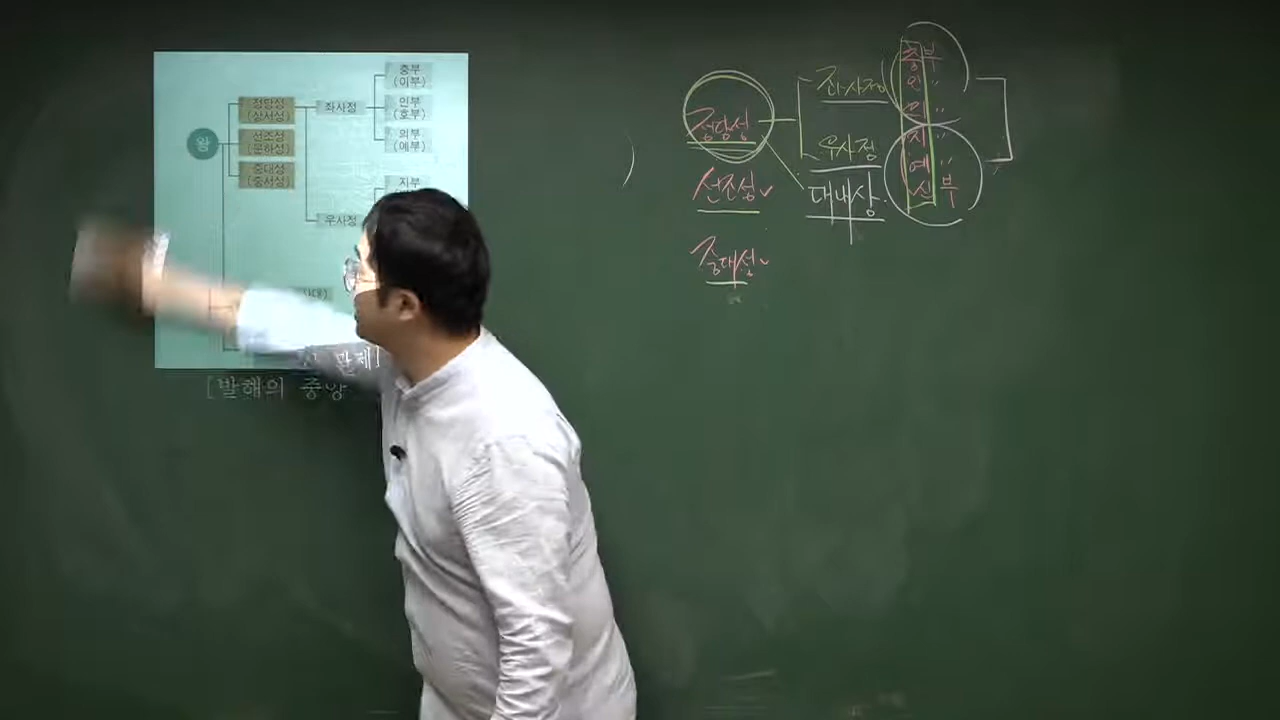 충부
(이부)
정당성
(상서성)
좌사정
인부
(호부)
왕
선조성
(문하성)
의부
(예부)
중대성
(중서성)
지부
우사정
[발해의 중앙
정당성
선조성
중대성
좌사정
우사정
대내상
충부
인 〃
의 〃
지 〃
예 〃
신부